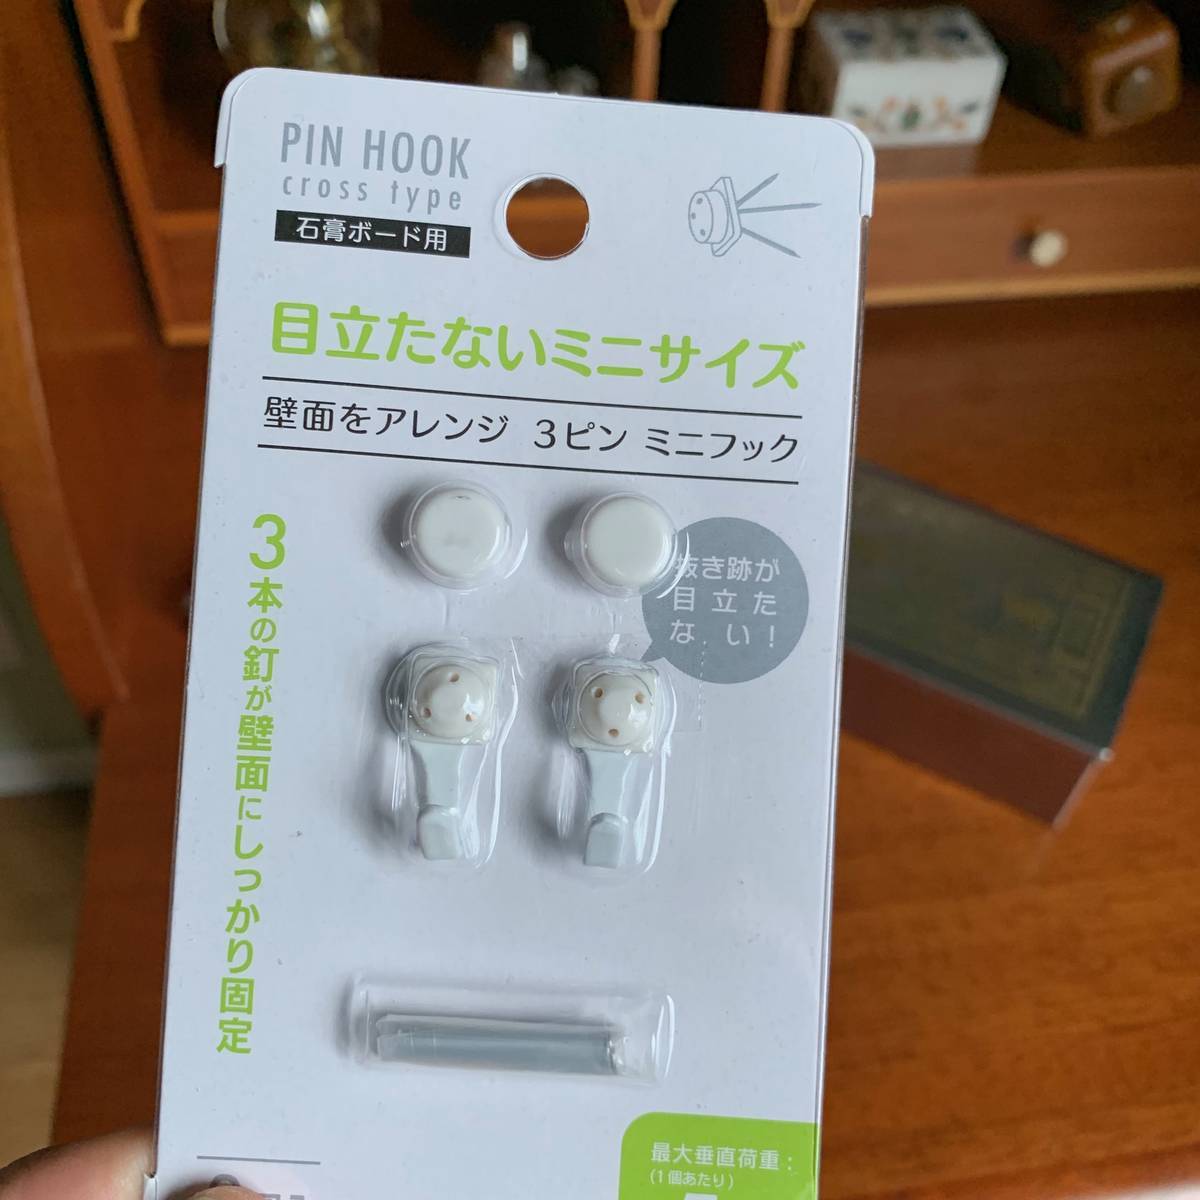 PIN HOOK
cross type
石膏ボード用
目立たないミニサイズ
壁面をアレンジ 3ピン ミニフック
抜き跡が
目立た
ない!
3本の釘が壁面にしっかり固定
最大垂直荷重:
(1個あたり)